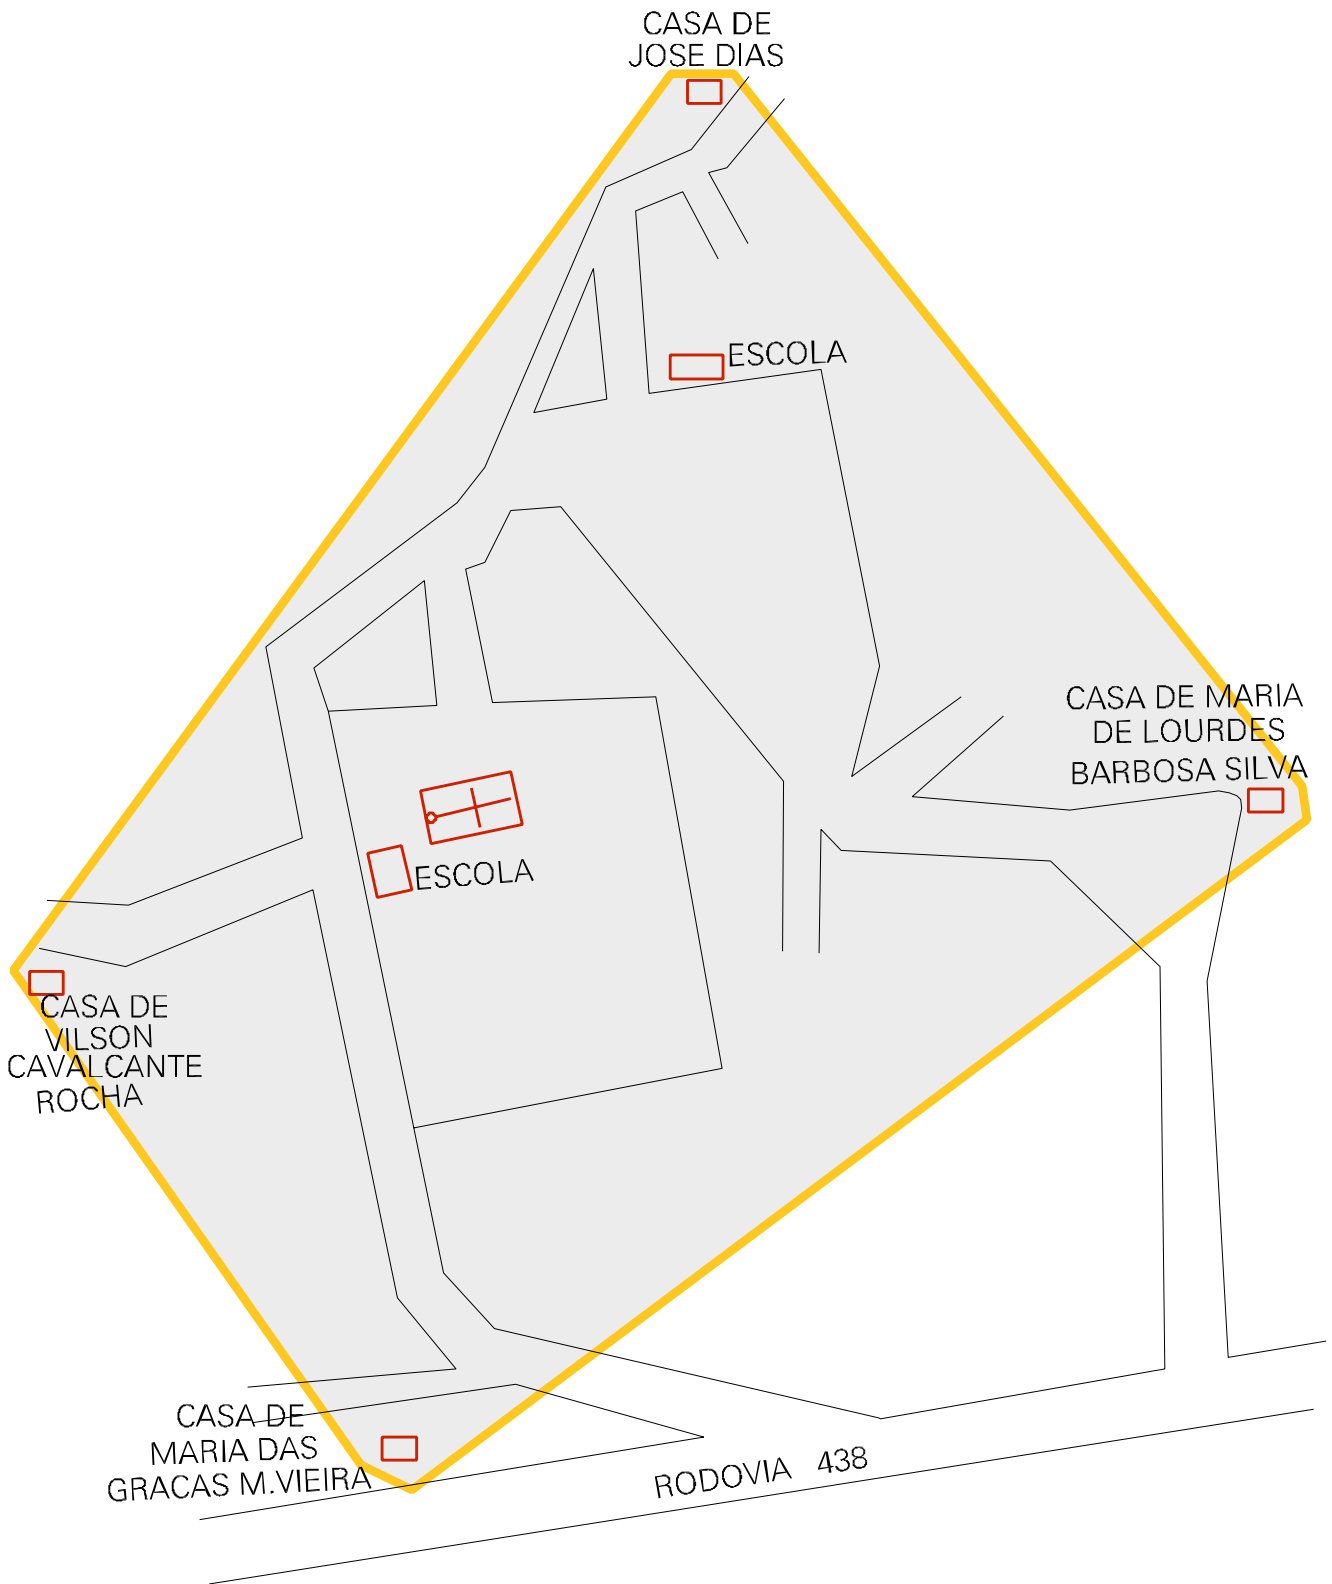 CASA DE
JOSE DIAS
ESCOLA
CASA DE MARIA
DE LOURDES
BARBOSA SILVA
ESCOLA
CASA DE
VILSON
CAVALCANTE
ROCHA
CASA DE
MARIA DAS
GRACAS M.VIEIRA
RODOVIA 438